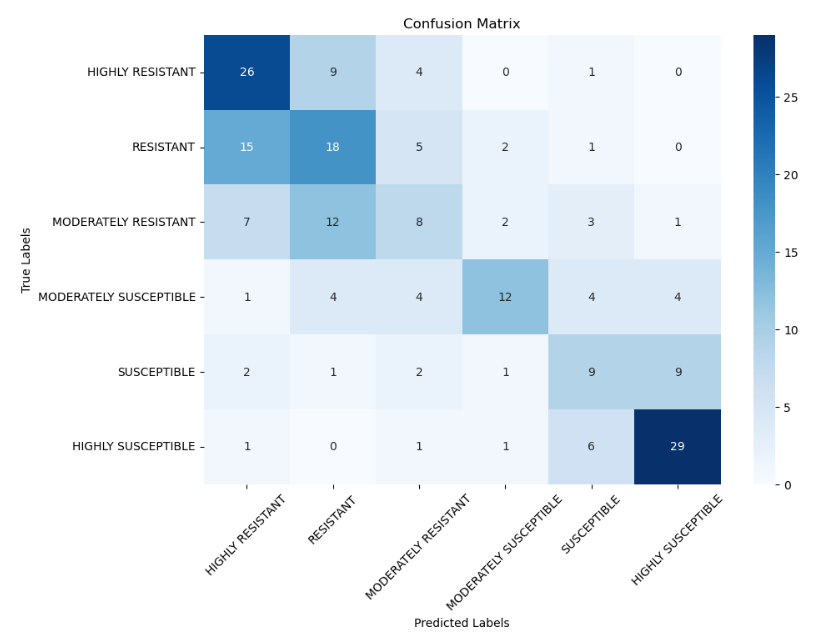 Confusion Matrix
HIGHLY RESISTANT 26 9 4 0 1 0
RESISTANT 15 18 5 2 1 0
MODERATELY RESISTANT 7 12 8 2 3 1
MODERATELY SUSCEPTIBLE 1 4 4 12 4 4
SUSCEPTIBLE 2 1 2 1 9 9
HIGHLY SUSCEPTIBLE 1 0 1 1 6 29
True Labels
HIGHLY RESISTANT
RESISTANT
MODERATELY RESISTANT
MODERATELY SUSCEPTIBLE
SUSCEPTIBLE
HIGHLY SUSCEPTIBLE
Predicted Labels
25
20
15
10
5
0